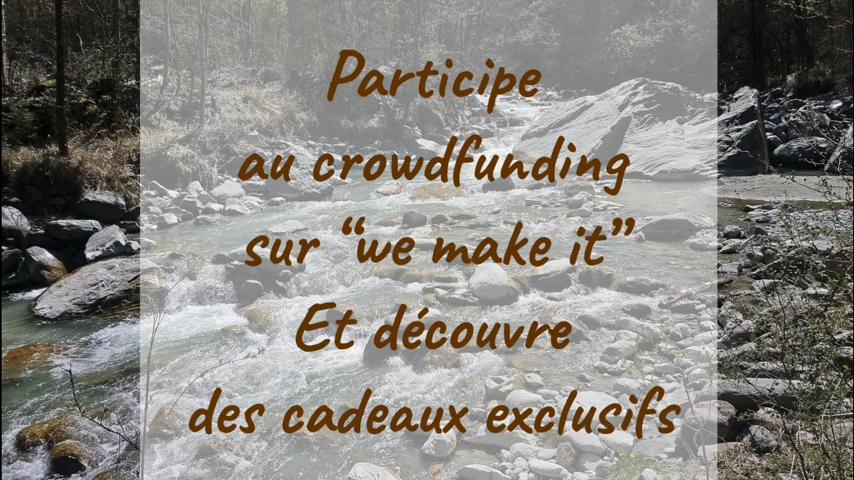 Participe
au crowdfunding
sur “we make it”
Et découvre
des cadeaux exclusifs